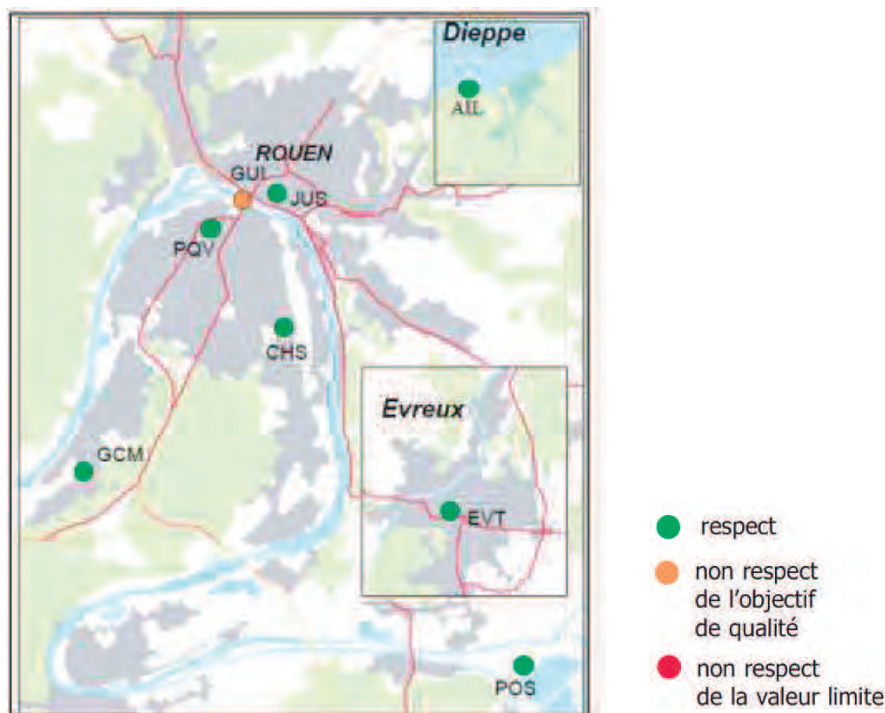 Dieppe
AIL
ROUEN
GUI
JUS
PQV
CHS
Evreux
GCM
EVT
POS
respect
non respect
de l'objectif
de qualité
non respect
de la valeur limite